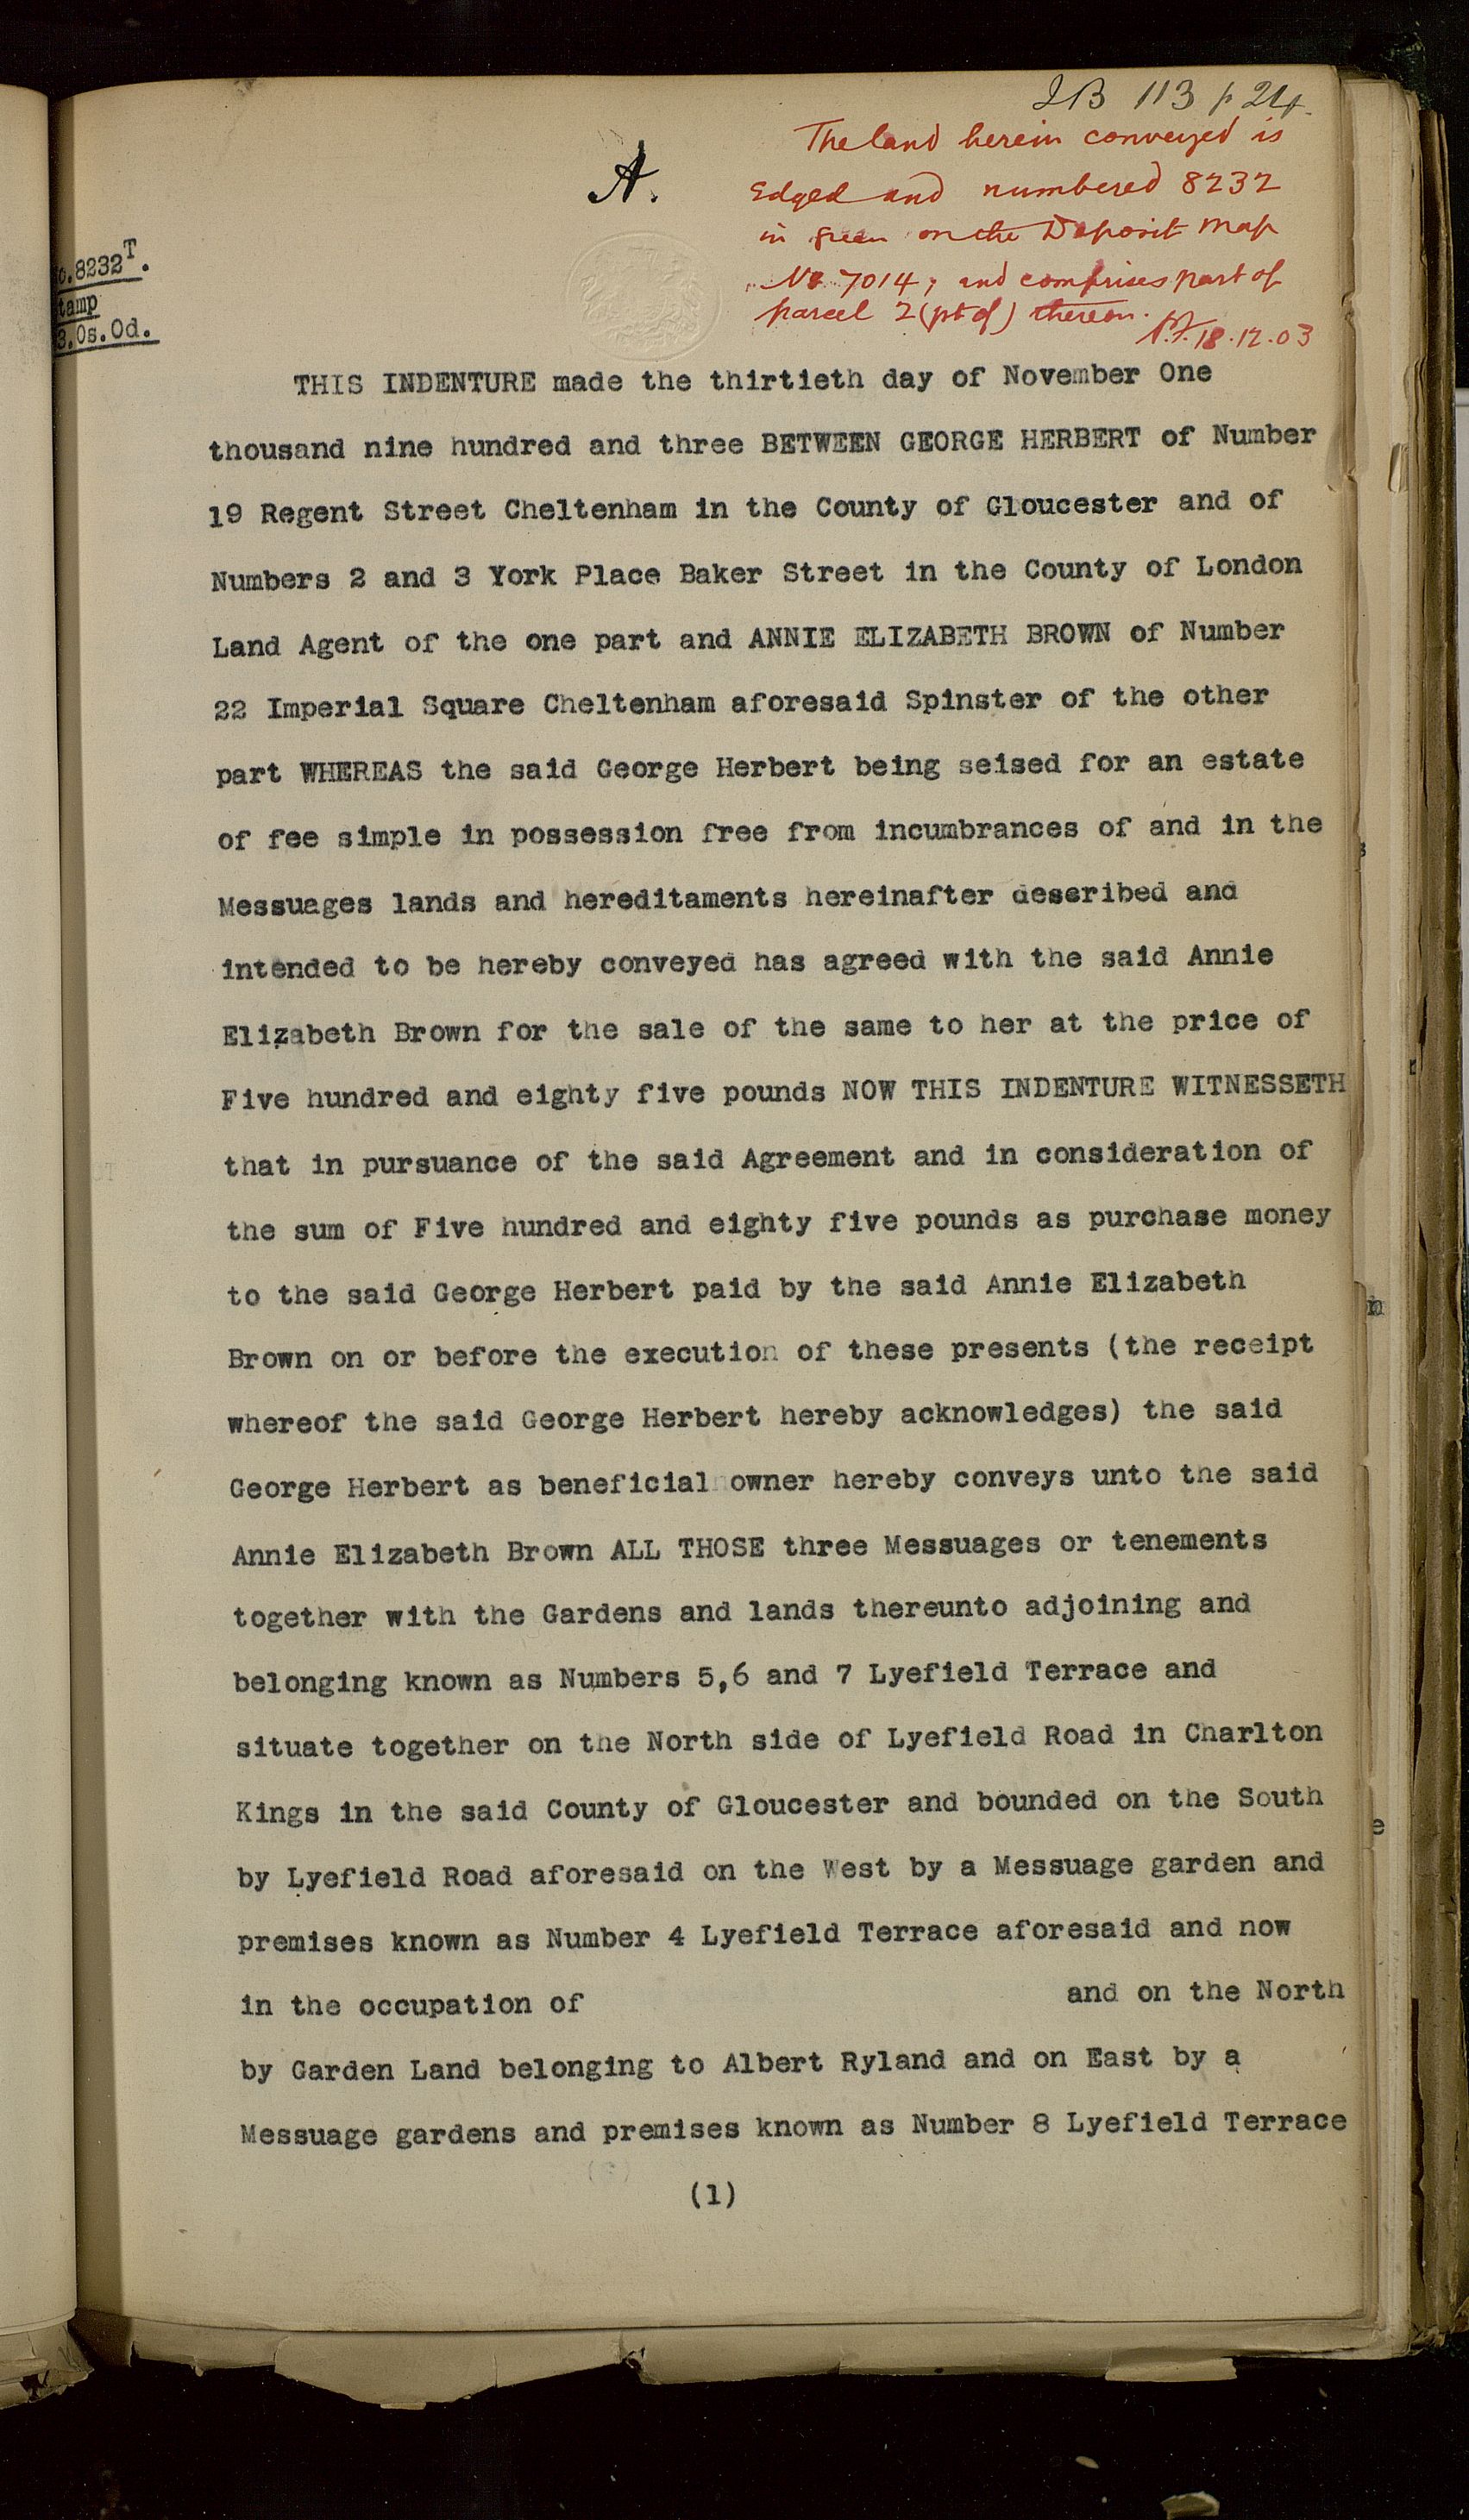 IB 113 p 24.
The land herein conveyed is
Edged and numbered 8232
in green on the Deposit Map
No 7014; and comprises part of
parcel 2 (pt of) thereon.
18.12.03
A.
o.8232T.
tamp
3.0s.0d.
THIS INDENTURE made the thirtieth day of November One
thousand nine hundred and three BETWEEN GEORGE HERBERT of Number
19 Regent Street Cheltenham in the County of Gloucester and of
Numbers 2 and 3 York Place Baker Street in the County of London
Land Agent of the one part and ANNIE ELIZABETH BROWN of Number
22 Imperial Square Cheltenham aforesaid Spinster of the other
part WHEREAS the said George Herbert being seised for an estate
of fee simple in possession free from incumbrances of and in the
Messuages lands and hereditaments hereinafter described and
intended to be hereby conveyed has agreed with the said Annie
Elizabeth Brown for the sale of the same to her at the price of
Five hundred and eighty five pounds NOW THIS INDENTURE WITNESSETH
that in pursuance of the said Agreement and in consideration of
the sum of Five hundred and eighty five pounds as purchase money
to the said George Herbert paid by the said Annie Elizabeth
Brown on or before the execution of these presents (the receipt
whereof the said George Herbert hereby acknowledges) the said
George Herbert as beneficial owner hereby conveys unto the said
Annie Elizabeth Brown ALL THOSE three Messuages or tenements
together with the Gardens and lands thereunto adjoining and
belonging known as Numbers 5,6 and 7 Lyefield Terrace and
situate together on the North side of Lyefield Road in Charlton
Kings in the said County of Gloucester and bounded on the South
by Lyefield Road aforesaid on the West by a Messuage garden and
premises known as Number 4 Lyefield Terrace aforesaid and now
in the occupation of and on the North
by Garden Land belonging to Albert Ryland and on East by a
Messuage gardens and premises known as Number 8 Lyefield Terrace
(1)